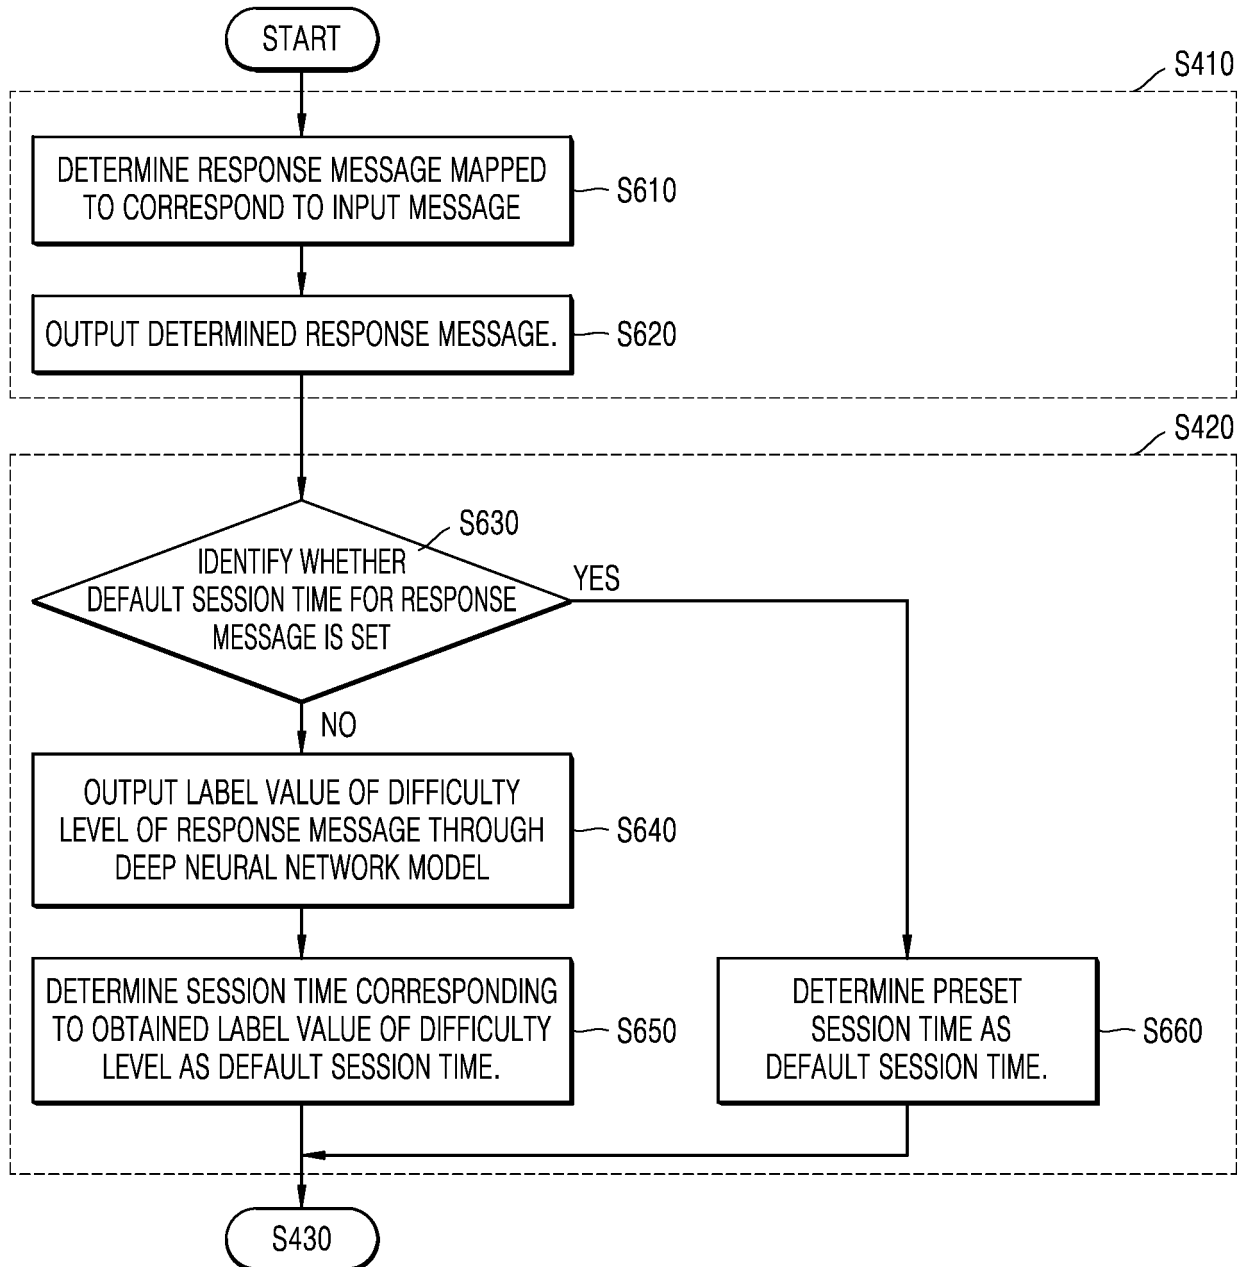 START
S410
DETERMINE RESPONSE MESSAGE MAPPED
TO CORRESPOND TO INPUT MESSAGE
S610
OUTPUT DETERMINED RESPONSE MESSAGE.
S620
S420
S630
IDENTIFY WHETHER
DEFAULT SESSION TIME FOR RESPONSE
MESSAGE IS SET
YES
NO
OUTPUT LABEL VALUE OF DIFFICULTY
LEVEL OF RESPONSE MESSAGE THROUGH
DEEP NEURAL NETWORK MODEL
S640
DETERMINE SESSION TIME CORRESPONDING
TO OBTAINED LABEL VALUE OF DIFFICULTY
LEVEL AS DEFAULT SESSION TIME.
S650
DETERMINE PRESET
SESSION TIME AS
DEFAULT SESSION TIME.
S660
S430